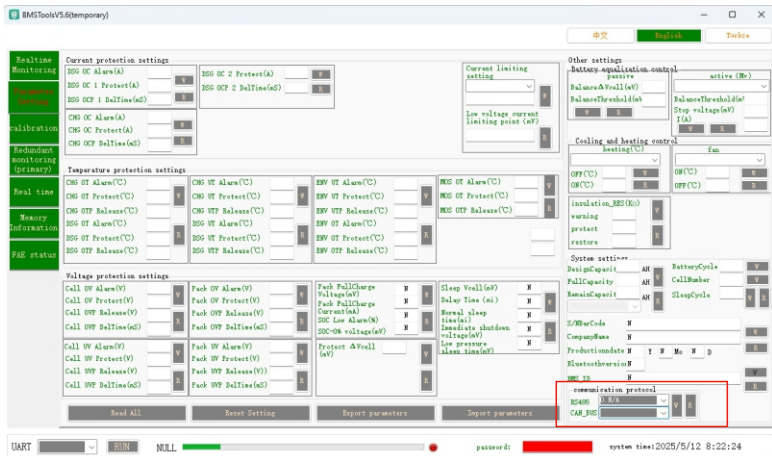 BMSToolsV5.6(temporary)
中文
English
Türkçe
Realtime
Monitoring
calibration
Redundant
monitoring
(primary)
Real time
Memory
Information
FAE status
Current protection settings
DSG OC Alarm(A)
DSG OC 1 Protect(A)
DSG OCP 1 DelTime(mS)
W
R
DSG OC 2 Protect(A)
DSG OCP 2 DelTime(mS)
W
R
CHG OC Alarm(A)
CHG OC Protect(A)
CHG OCP DelTime(mS)
W
R
Current limiting
setting
W
Low voltage current
limiting point (mV)
R
Temperature protection settings
CHG OT Alarm(℃)
CHG OT Protect(℃)
CHG OTP Release(℃)
DSG OT Alarm(℃)
DSG OT Protect(℃)
DSG OTP Release(℃)
W
R
CHG UT Alarm(℃)
CHG UT Protect(℃)
CHG UTP Release(℃)
DSG UT Alarm(℃)
DSG UT Protect(℃)
DSG UTP Release(℃)
W
R
ENV UT Alarm(℃)
ENV UT Protect(℃)
ENV UTP Release(℃)
ENV OT Alarm(℃)
ENV OT Protect(℃)
ENV OTP Release(℃)
W
R
MOS OT Alarm(℃)
MOS OT Protect(℃)
MOS OTP Release(℃)
W
R
Voltage protection settings
Cell OV Alarm(V)
Cell OV Protect(V)
Cell OVP Release(V)
Cell OVP DelTime(mS)
W
R
Pack OV Alarm(V)
Pack OV Protect(V)
Pack OVP Release(V)
Pack OVP DelTime(mS)
W
R
Pack FullCharge
Voltage(mV) N
Pack FullCharge
Current(mA) N
SOC Low Alarm(%) N
SOC-0% voltage(mV) N
W
R
Sleep Vcell(mV) N
Delay Time (mi) N
Normal sleep
time(mi) N
Immediate shutdown
voltage(mV) N
Low pressure
sleep time(mV) N
W
R
Cell UV Alarm(V)
Cell UV Protect(V)
Cell UVP Release(V)
Cell UVP DelTime(mS)
W
R
Pack UV Alarm(V)
Pack UV Protect(V)
Pack UVP Release(V))
Pack UVP DelTime(mS)
W
R
Protect ΔVcell
(mV)
W
R
Read All
Reset Setting
Export parameters
Import parameters
Other settings
Battery equalization control
passive
BalanceΔVcell(mV)
BalanceThreshold(mV
W R
active (Mv)
BalanceThreshold(mV
Stop voltage(mV)
I(A)
W R
Cooling and heating control
heating(℃)
OFF(℃) W
ON(℃) R
fan
ON(℃) W
OFF(℃) R
insulation_RES(KΩ)
warning
protect
restore
W
R
System settings
DesignCapacit AH
FullCapacity AH
RemainCapacit AH
W
R
BatteryCycle W
CellNumber W
SleepCycle W R
S/NBarCode N
CompanyName N
Productiondate N Y N Mo N D
BluetoothversioN
BMS_ID N
W
R
W
R
communication protocol
RS485 0.N/A
CAN_BUS
W R
UART
RUN
NULL
password:
system time:2025/5/12 8:22:24